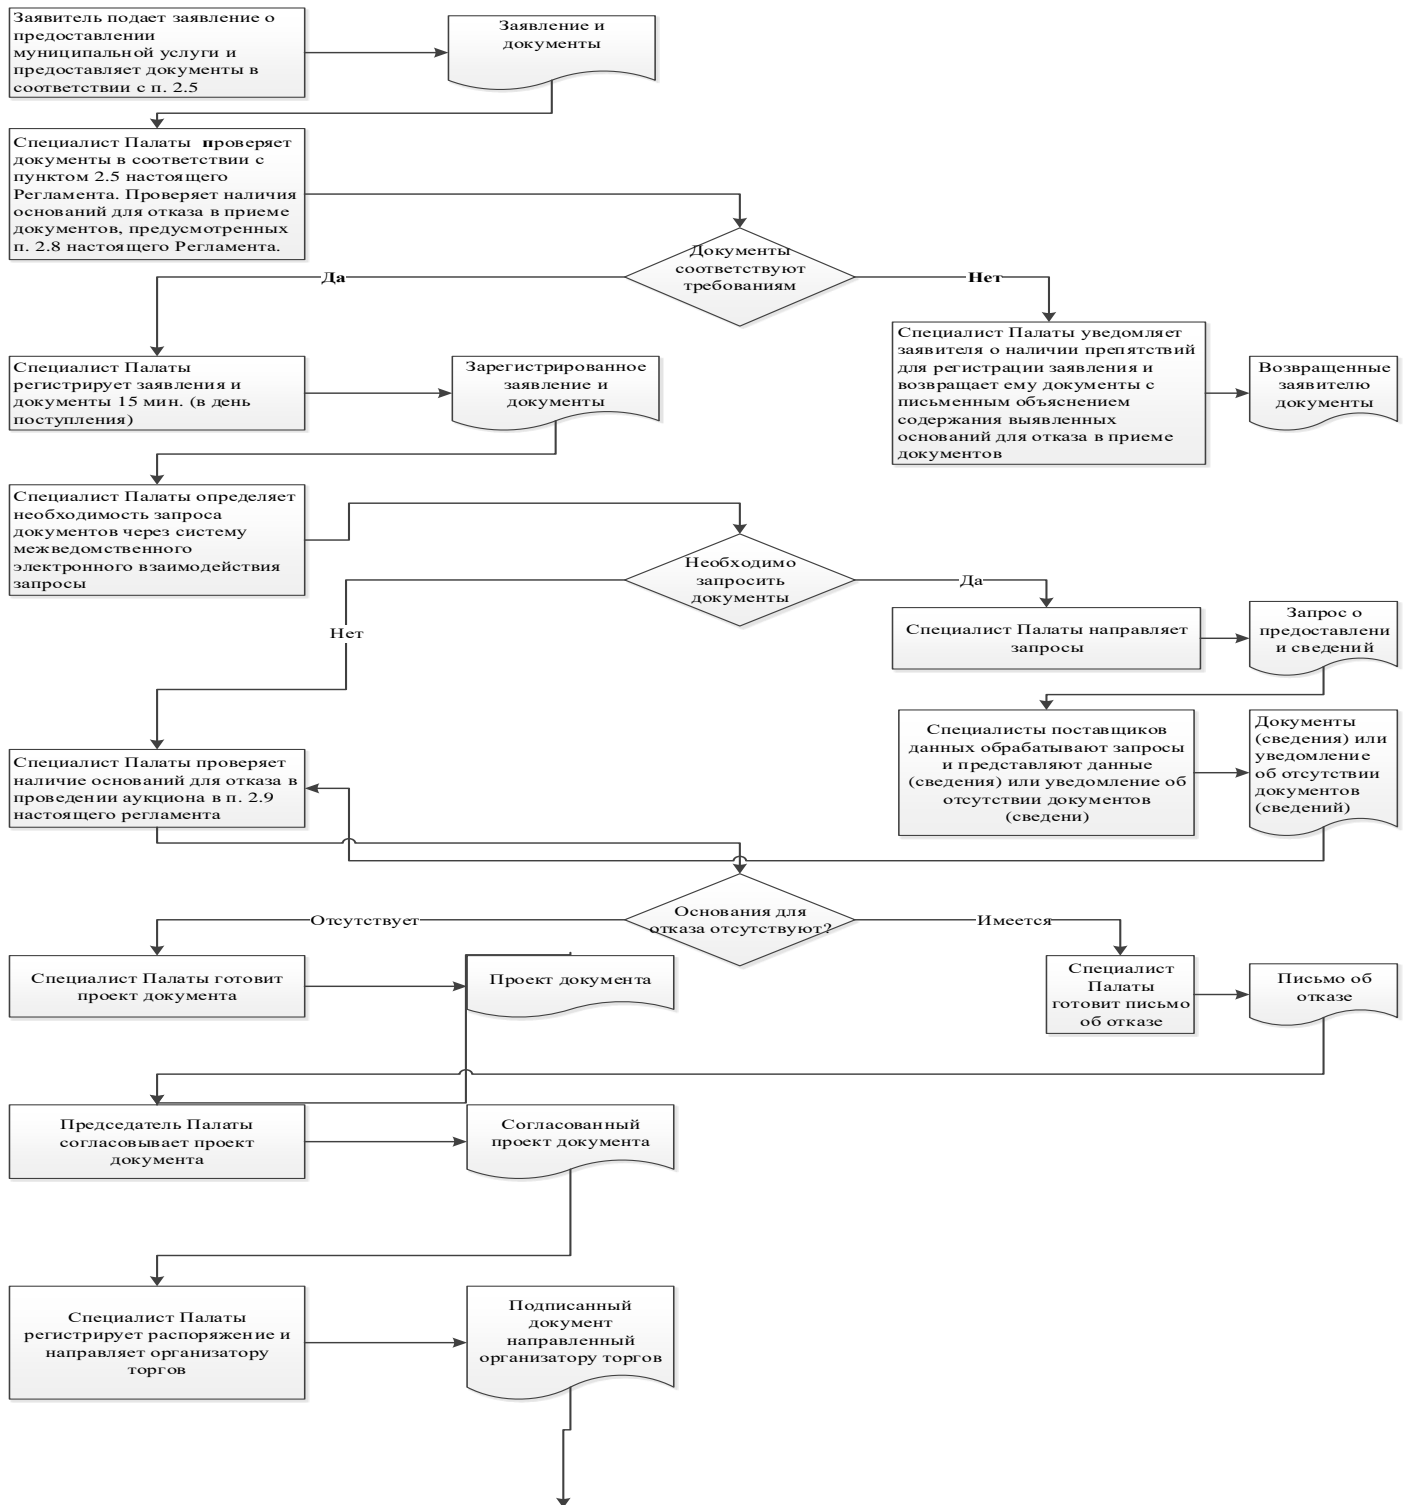 Заявитель подает заявление о
предоставлении
муниципальной услуги и
предоставляет документы в
соответствии с п. 2.5
Заявление и
документы
Специалист Палаты проверяет
документы в соответствии с
пунктом 2.5 настоящего
Регламента. Проверяет наличия
оснований для отказа в приеме
документов, предусмотренных
п. 2.8 настоящего Регламента.
Документы
соответствуют
требованиям
Да
Нет
Специалист Палаты
регистрирует заявления и
документы 15 мин. (в день
поступления)
Зарегистрированное
заявление и
документы
Специалист Палаты уведомляет
заявителя о наличии препятствий
для регистрации заявления и
возвращает ему документы с
письменным объяснением
содержания выявленных
оснований для отказа в приеме
документов
Возвращенные
заявителю
документы
Специалист Палаты определяет
необходимость запроса
документов через систему
межведомственного
электронного взаимодействия
запросы
Необходимо
запросить
документы
Да
Нет
Специалист Палаты направляет
запросы
Запрос о
предоставлени
и сведений
Специалисты поставщиков
данных обрабатывают запросы
и представляют данные
(сведения) или уведомление об
отсутствии документов
(сведени)
Документы
(сведения) или
уведомление
об отсутствии
документов
(сведений)
Специалист Палаты проверяет
наличие оснований для отказа в
проведении аукциона в п. 2.9
настоящего регламента
Основания для
отказа отсутствуют?
Отсутствует
Имеется
Специалист Палаты готовит
проект документа
Проект документа
Специалист
Палаты
готовит письмо
об отказе
Письмо об
отказе
Председатель Палаты
согласовывает проект
документа
Согласованный
проект документа
Специалист Палаты
регистрирует распоряжение и
направляет организатору
торгов
Подписанный
документ
направленный
организатору торгов